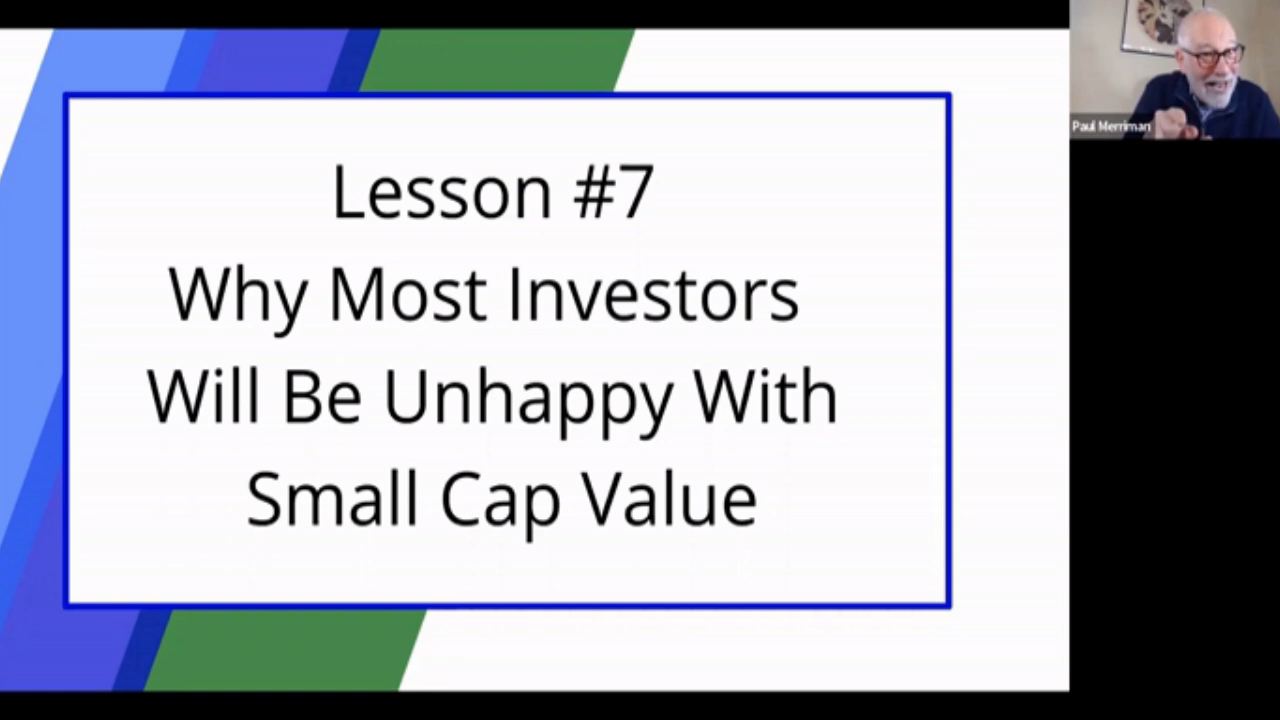 Lesson #7
Why Most Investors
Will Be Unhappy With
Small Cap Value
Paul Merriman